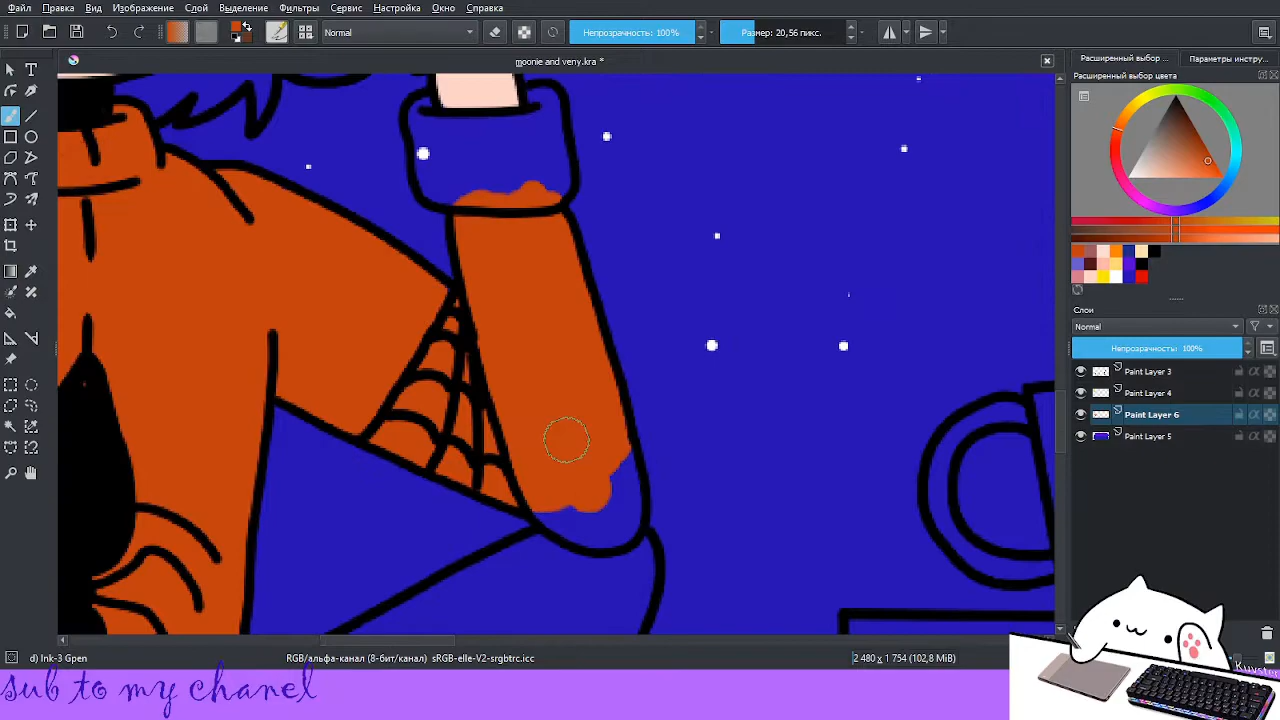 Файл Правка Вид Изображение Слой Выделение Фильтры Сервис Настройка Окно Справка
Normal Непрозрачность: 100% Размер: 20,56 пикс.
moonie and veny.kra *
Расширенный выбор ... Параметры инстру...
Расширенный выбор цвета
Слои
Normal
Непрозрачность: 100%
Paint Layer 3
Paint Layer 4
Paint Layer 6
Paint Layer 5
d) Ink-3 Gpen RGB/альфа-канал (8-бит/канал) sRGB-elle-V2-srgbtrc.icc 2 480 x 1 754 (102,8 MiB)
sub to my chanel